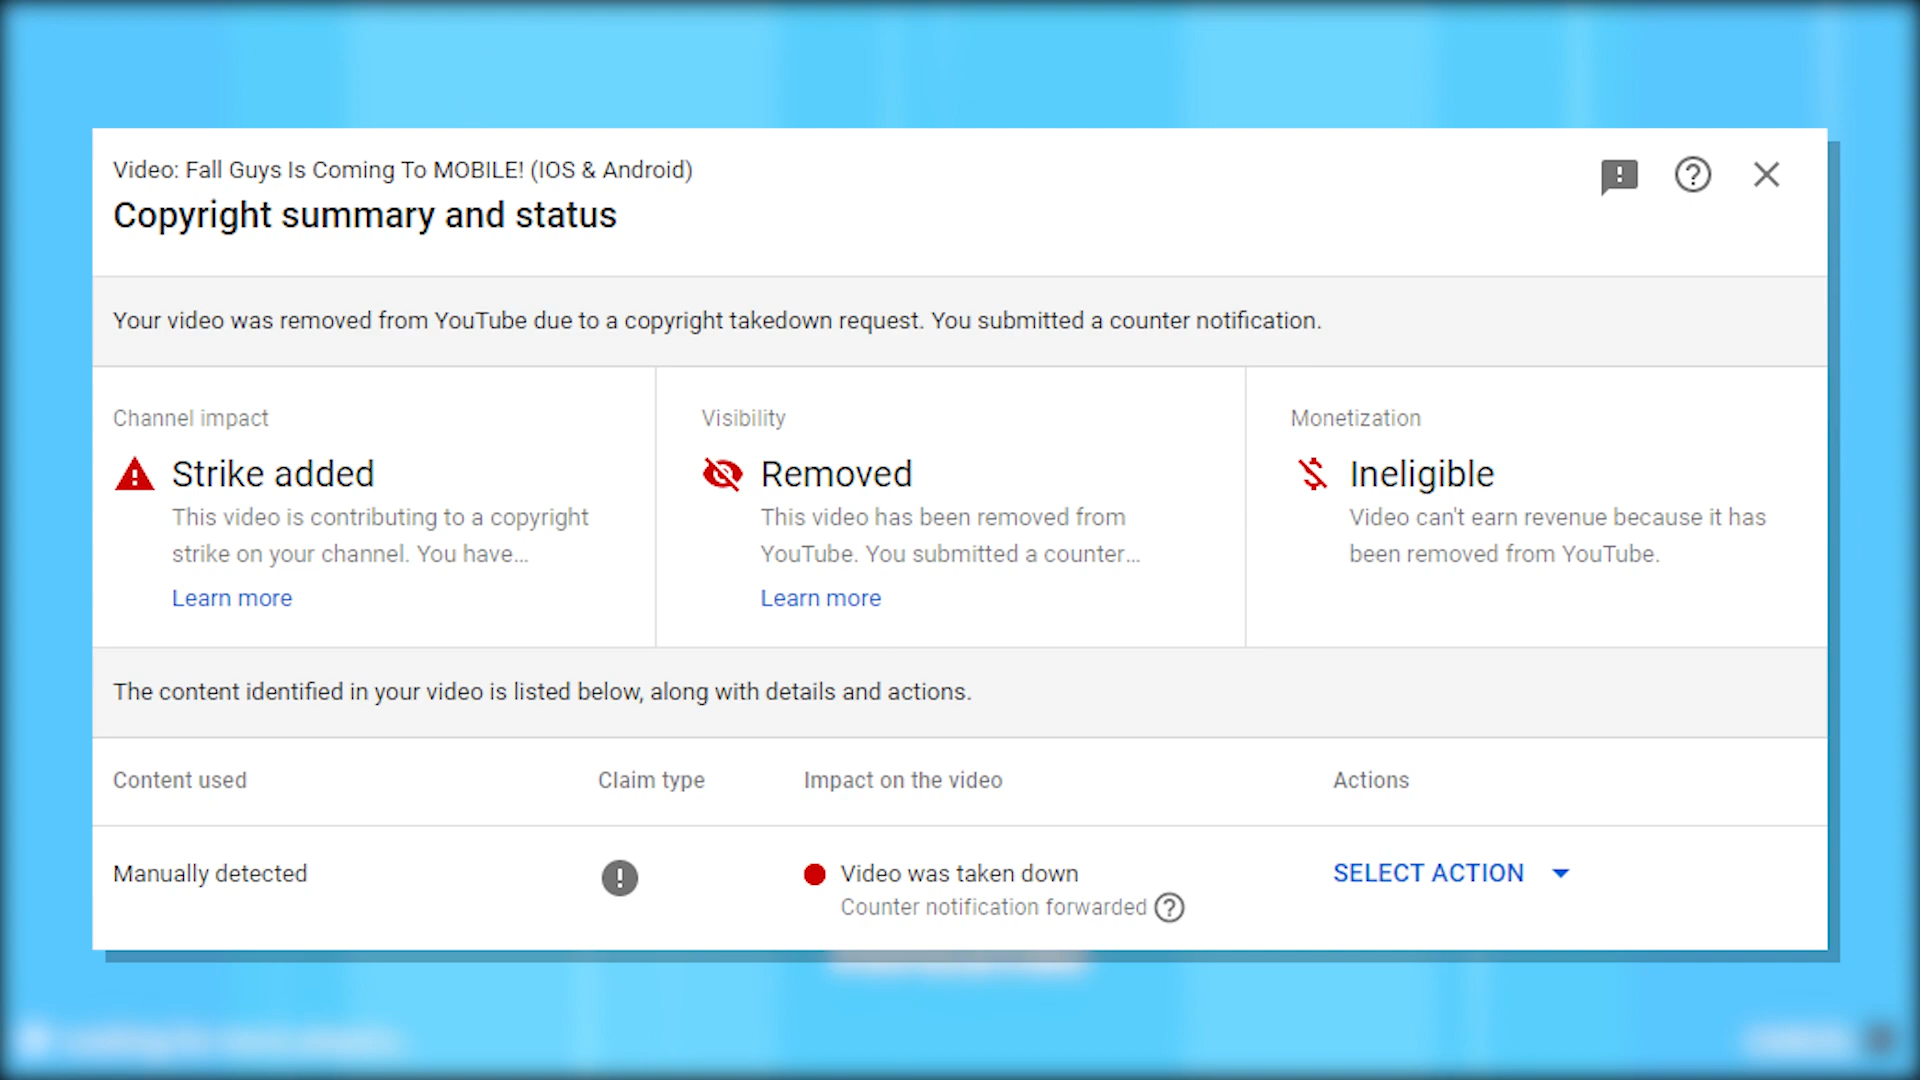 Video: Fall Guys Is Coming To MOBILE! (IOS & Android)
Copyright summary and status
Your video was removed from YouTube due to a copyright takedown request. You submitted a counter notification.
Channel impact
Strike added
This video is contributing to a copyright
strike on your channel. You have...
Learn more
Visibility
Removed
This video has been removed from
YouTube. You submitted a counter...
Learn more
Monetization
Ineligible
Video can't earn revenue because it has
been removed from YouTube.
The content identified in your video is listed below, along with details and actions.
Content used
Claim type
Impact on the video
Actions
Manually detected
Video was taken down
Counter notification forwarded
SELECT ACTION